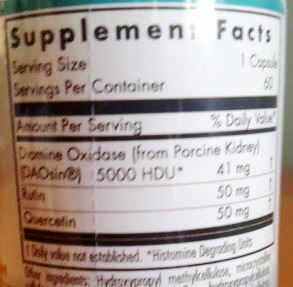 Supplement Facts
Serving Size 1 Capsule
Servings Per Container 60
Amount Per Serving % Daily Value*
Diamine Oxidase (from Porcine Kidney)
(DAOsin®) 5000 HDU* 41 mg †
Rutin 50 mg †
Quercetin 50 mg †
† Daily value not established. *Histamine Degrading Units
Other ingredients: Hydroxypropyl methylcellulose, microcrystalline
hydroxypropyl